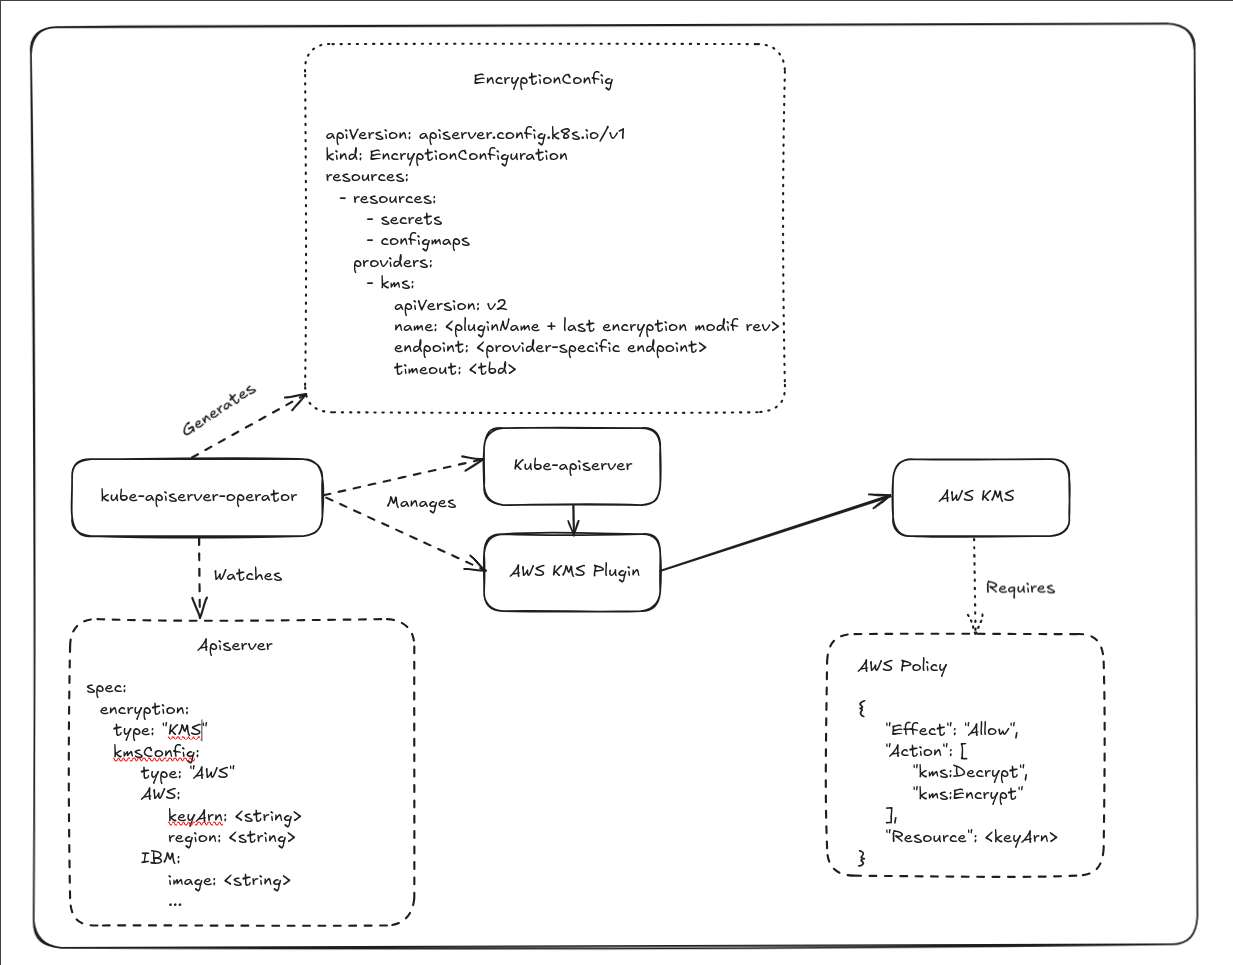 EncryptionConfig
apiVersion: apiserver.config.k8s.io/v1
kind: EncryptionConfiguration
resources:
- resources:
- secrets
- configmaps
providers:
- kms:
apiVersion: v2
name: <pluginName + last encryption modif rev>
endpoint: <provider-specific endpoint>
timeout: <tbd>
Generates
kube-apiserver-operator
Manages
Kube-apiserver
AWS KMS Plugin
AWS KMS
Watches
Requires
Apiserver
spec:
encryption:
type: "KMS"
kmsConfig:
type: "AWS"
AWS:
keyArn: <string>
region: <string>
IBM:
image: <string>
...
AWS Policy
{
"Effect": "Allow",
"Action": [
"kms:Decrypt",
"kms:Encrypt"
],
"Resource": <keyArn>
}